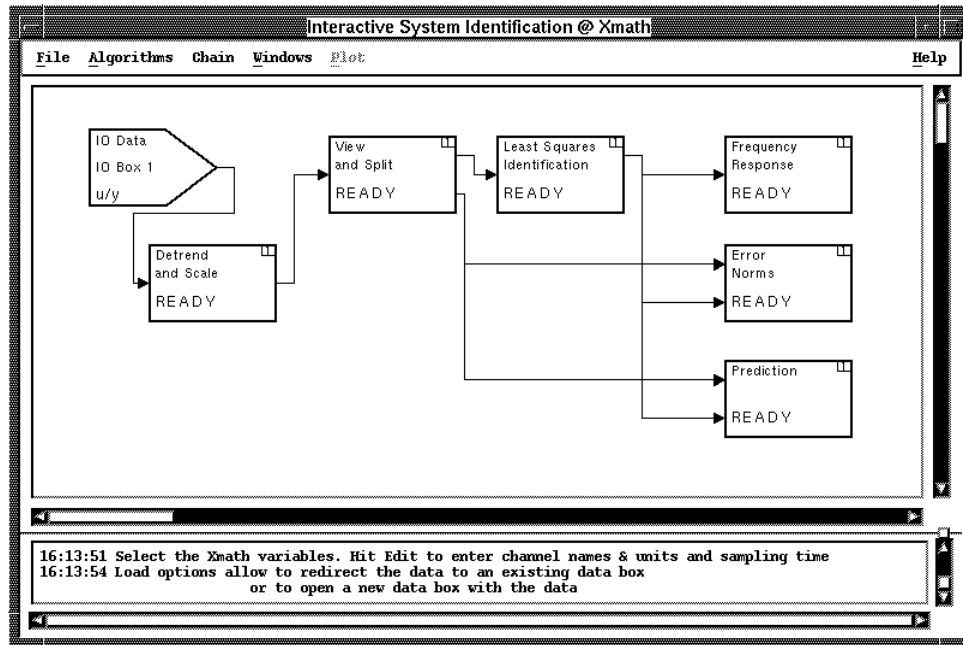 Interactive System Identification @ Xmath
File Algorithms Chain Windows Plot Help
IO Data
IO Box 1
u/y
Detrend
and Scale
READY
View
and Split
READY
Least Squares
Identification
READY
Frequency
Response
READY
Error
Norms
READY
Prediction
READY
16:13:51 Select the Xmath variables. Hit Edit to enter channel names & units and sampling time
16:13:54 Load options allow to redirect the data to an existing data box
or to open a new data box with the data